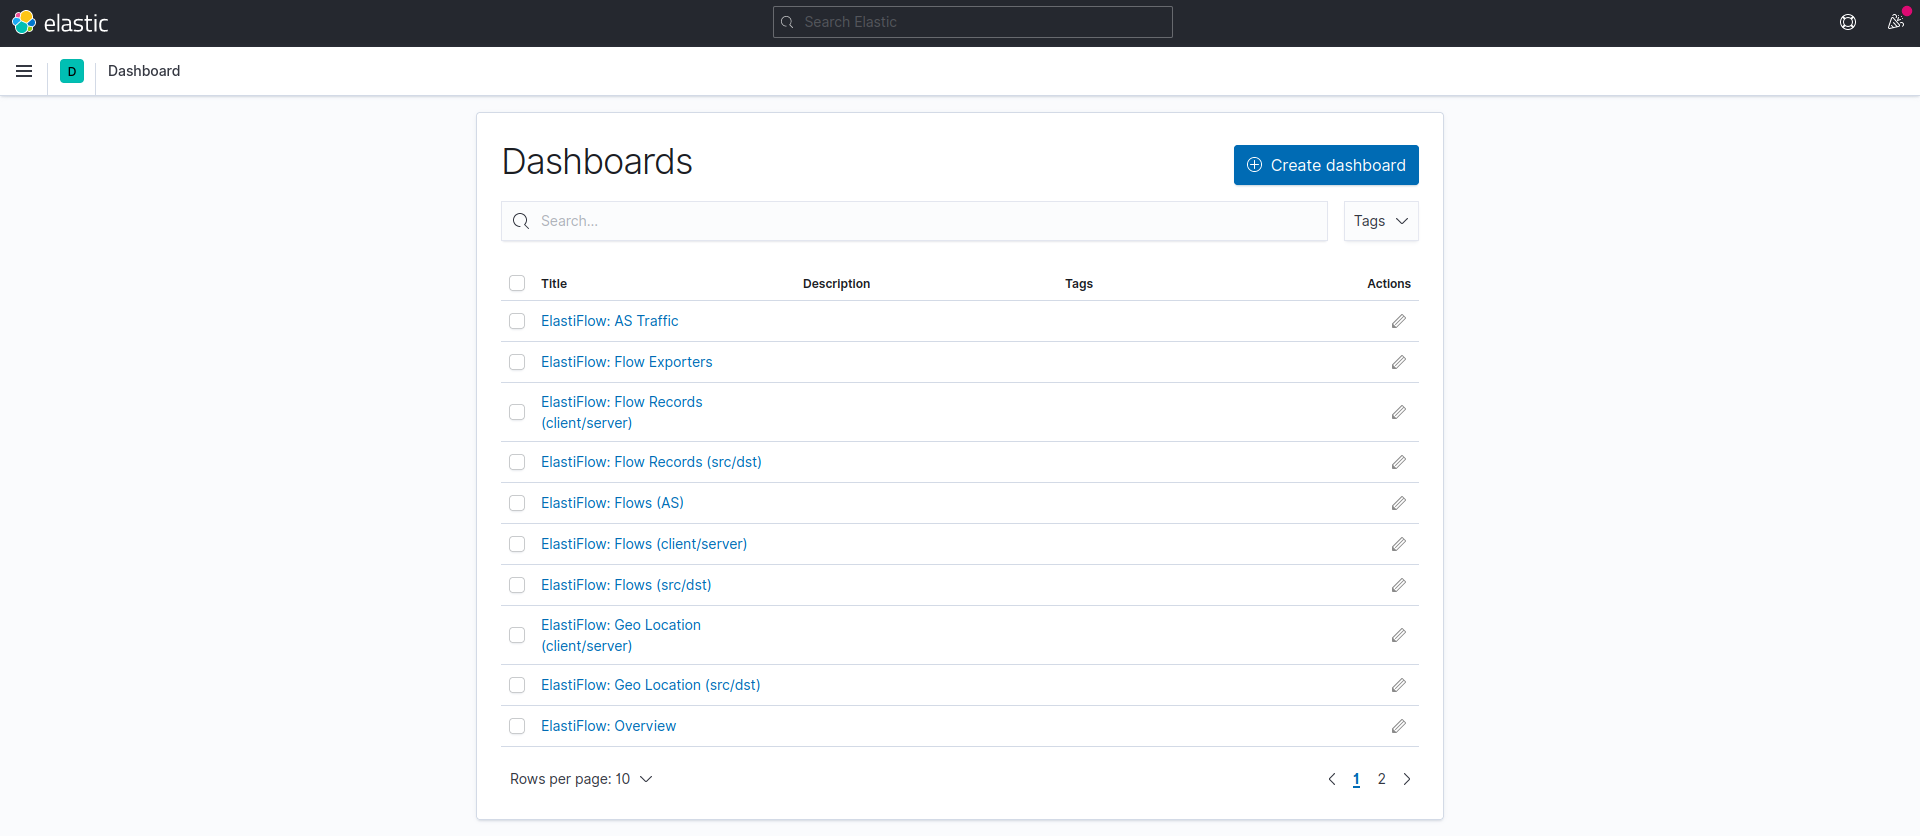 elastic
Search Elastic
D
Dashboard
Dashboards
Create dashboard
Search...
Tags
Title Description Tags Actions
ElastiFlow: AS Traffic
ElastiFlow: Flow Exporters
ElastiFlow: Flow Records
(client/server)
ElastiFlow: Flow Records (src/dst)
ElastiFlow: Flows (AS)
ElastiFlow: Flows (client/server)
ElastiFlow: Flows (src/dst)
ElastiFlow: Geo Location
(client/server)
ElastiFlow: Geo Location (src/dst)
ElastiFlow: Overview
Rows per page: 10
1 2